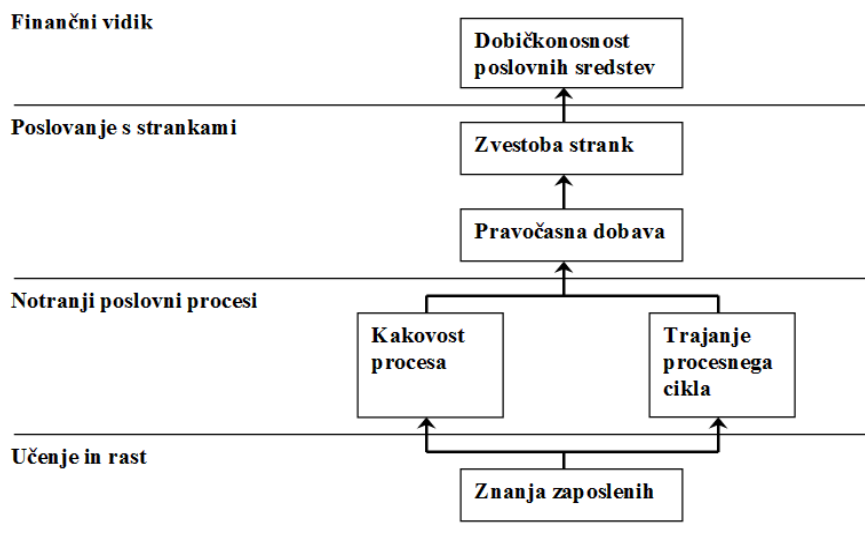 Finančni vidik
Dobičkonosnost
poslovnih sredstev
Poslovanje s strankami
Zvestoba strank
Pravočasna dobava
Notranji poslovni procesi
Kakovost
procesa
Trajanje
procesnega
cikla
Učenje in rast
Znanja zaposlenih